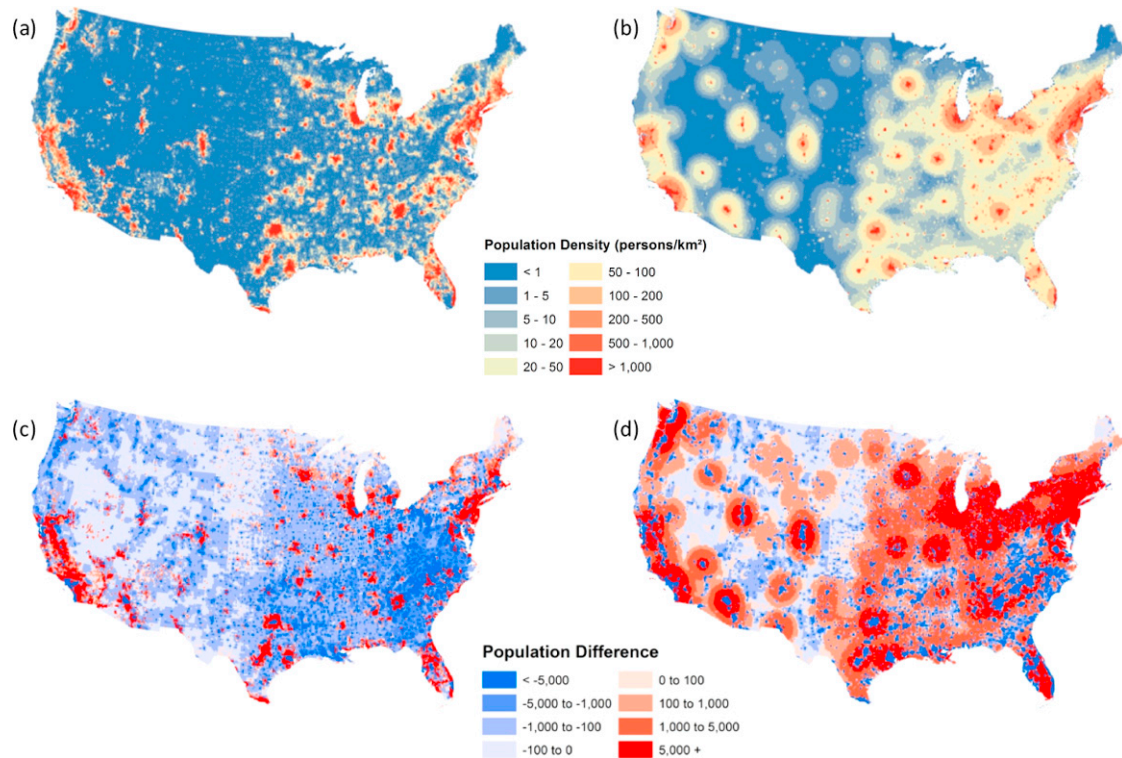 (a)
(b)
Population Density (persons/km²)
< 1
50 - 100
1 - 5
100 - 200
5 - 10
200 - 500
10 - 20
500 - 1,000
20 - 50
> 1,000
(c)
(d)
Population Difference
< -5,000
0 to 100
-5,000 to -1,000
100 to 1,000
-1,000 to -100
1,000 to 5,000
-100 to 0
5,000 +